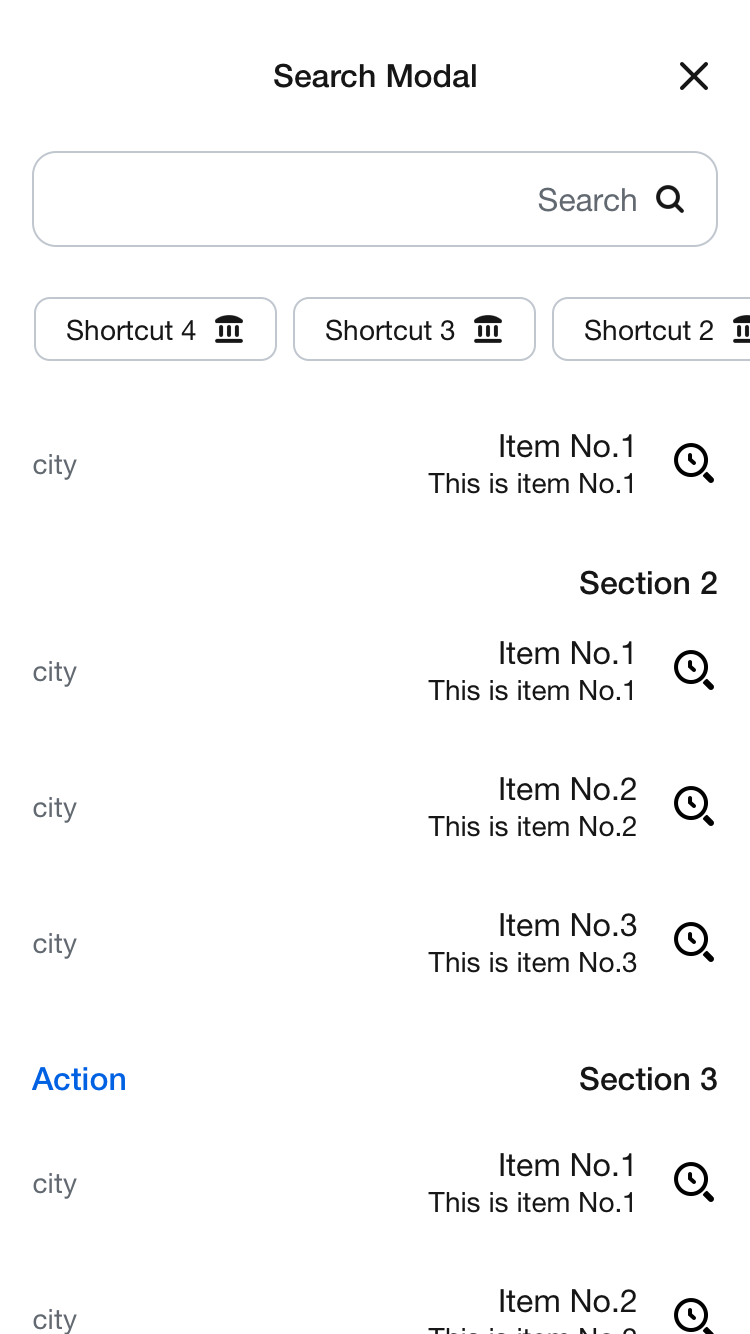 Search Modal
Search
Shortcut 4
Shortcut 3
Shortcut 2
Item No.1
This is item No.1
city
Section 2
Item No.1
This is item No.1
city
Item No.2
This is item No.2
city
Item No.3
This is item No.3
city
Section 3
Action
Item No.1
This is item No.1
city
Item No.2
city